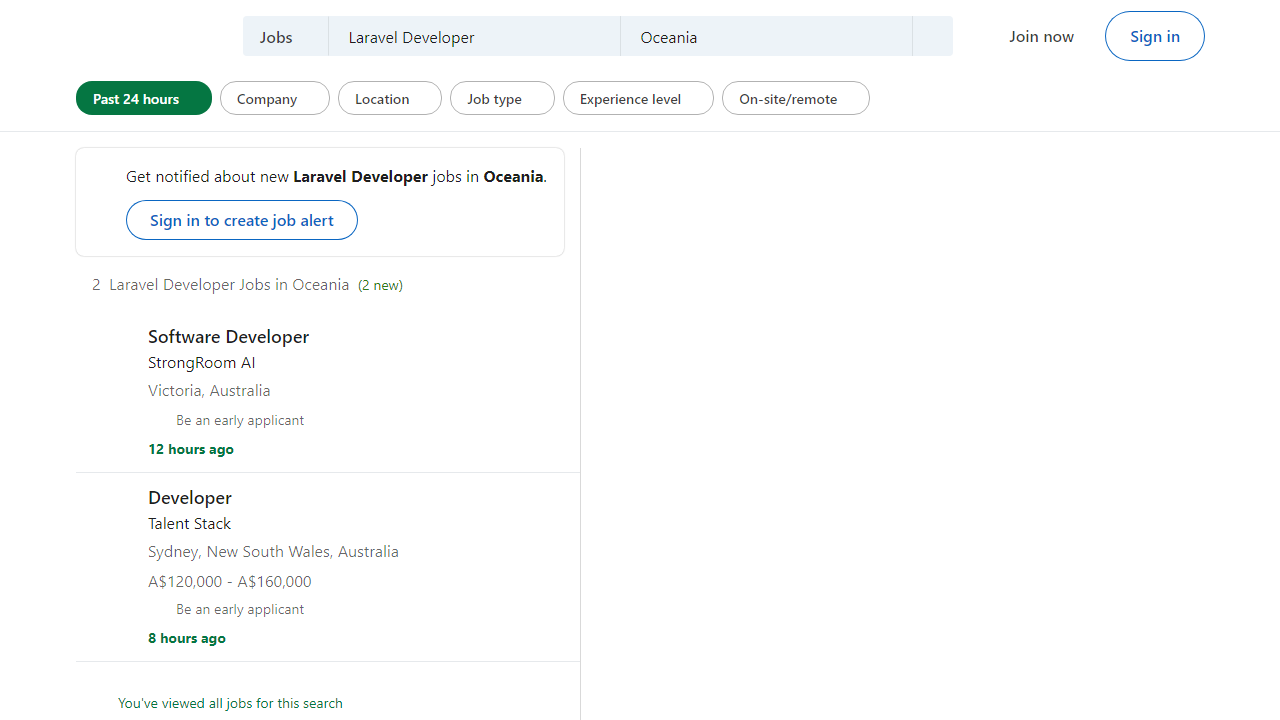 Jobs
Laravel Developer
Oceania
Join now
Sign in
Past 24 hours
Company
Location
Job type
Experience level
On-site/remote
Get notified about new Laravel Developer jobs in Oceania.
Sign in to create job alert
2 Laravel Developer Jobs in Oceania (2 new)
Software Developer
StrongRoom AI
Victoria, Australia
Be an early applicant
12 hours ago
Developer
Talent Stack
Sydney, New South Wales, Australia
A$120,000 - A$160,000
Be an early applicant
8 hours ago
You've viewed all jobs for this search